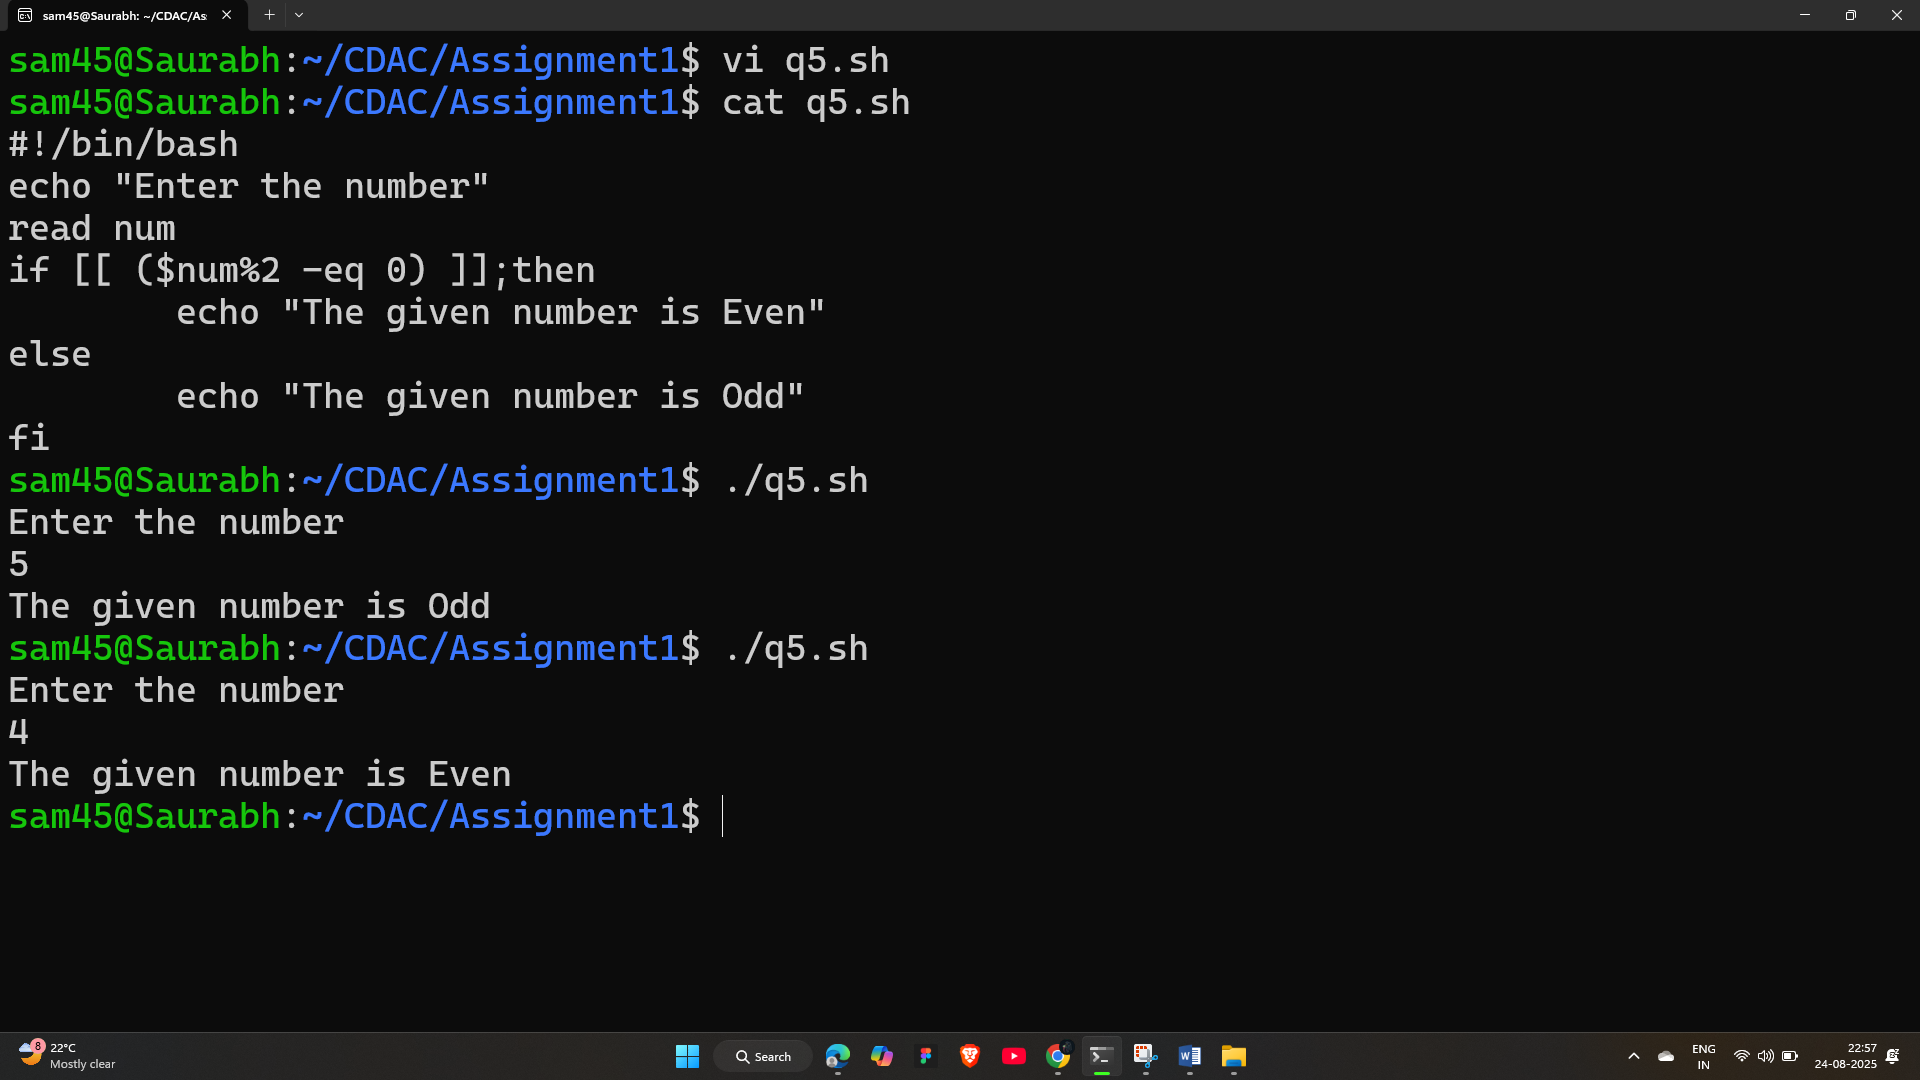 sam45@Saurabh: ~/CDAC/As
sam45@Saurabh:~/CDAC/Assignment1$ vi q5.sh
sam45@Saurabh:~/CDAC/Assignment1$ cat q5.sh
#!/bin/bash
echo "Enter the number"
read num
if [[ ($num%2 -eq 0) ]];then
        echo "The given number is Even"
else
        echo "The given number is Odd"
fi
sam45@Saurabh:~/CDAC/Assignment1$ ./q5.sh
Enter the number
5
The given number is Odd
sam45@Saurabh:~/CDAC/Assignment1$ ./q5.sh
Enter the number
4
The given number is Even
sam45@Saurabh:~/CDAC/Assignment1$
8
22°C
Mostly clear
Search
ENG
IN
22:57
24-08-2025